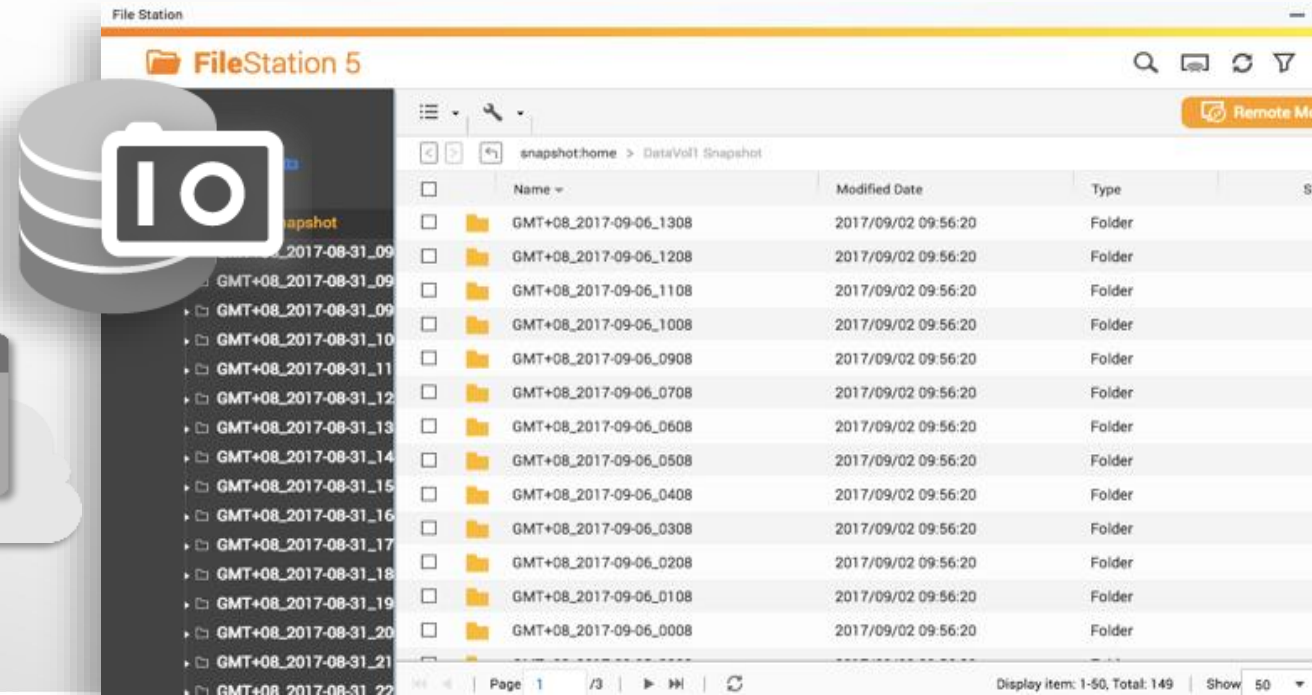 File Station
FileStation 5
Remote
snapshot:home > DataVol1 Snapshot
Name Modified Date Type
GMT+08_2017-09-06_1308 2017/09/02 09:56:20 Folder
GMT+08_2017-09-06_1208 2017/09/02 09:56:20 Folder
GMT+08_2017-09-06_1108 2017/09/02 09:56:20 Folder
GMT+08_2017-09-06_1008 2017/09/02 09:56:20 Folder
GMT+08_2017-09-06_0908 2017/09/02 09:56:20 Folder
GMT+08_2017-09-06_0708 2017/09/02 09:56:20 Folder
GMT+08_2017-09-06_0608 2017/09/02 09:56:20 Folder
GMT+08_2017-09-06_0508 2017/09/02 09:56:20 Folder
GMT+08_2017-09-06_0408 2017/09/02 09:56:20 Folder
GMT+08_2017-09-06_0308 2017/09/02 09:56:20 Folder
GMT+08_2017-09-06_0208 2017/09/02 09:56:20 Folder
GMT+08_2017-09-06_0108 2017/09/02 09:56:20 Folder
GMT+08_2017-09-06_0008 2017/09/02 09:56:20 Folder
apshot
_2017-08-31_09
GMT+08_2017-08-31_09
GMT+08_2017-08-31_09
GMT+08_2017-08-31_10
GMT+08_2017-08-31_11
GMT+08_2017-08-31_12
GMT+08_2017-08-31_13
GMT+08_2017-08-31_14
GMT+08_2017-08-31_15
GMT+08_2017-08-31_16
GMT+08_2017-08-31_17
GMT+08_2017-08-31_18
GMT+08_2017-08-31_19
GMT+08_2017-08-31_20
GMT+08_2017-08-31_21
GMT+08_2017-08-31_22
Page 1 /3 Display item: 1-50, Total: 149 Show 50